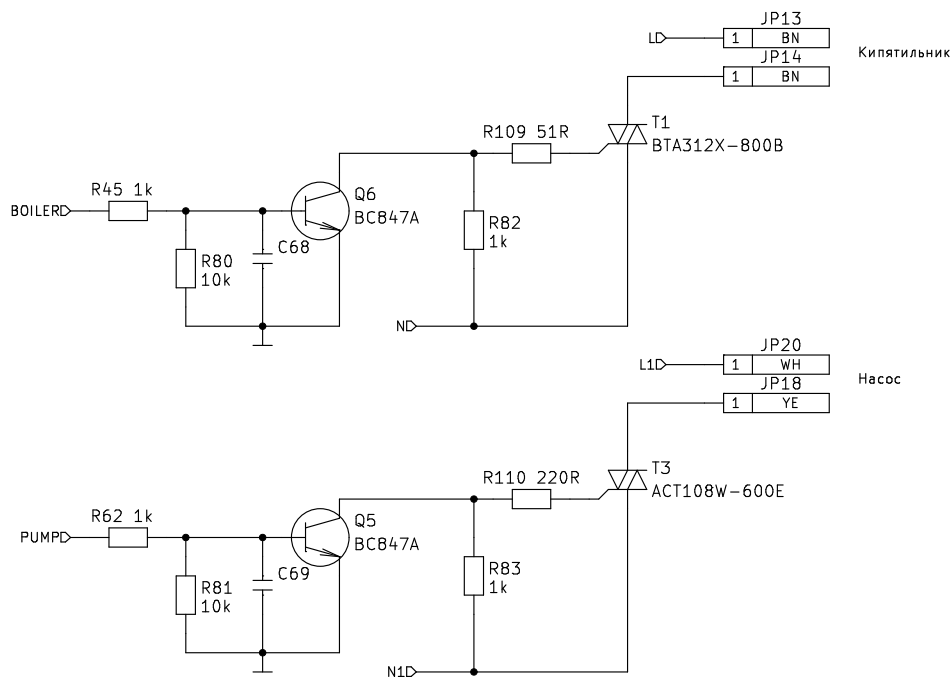 JP13
L 1 BN
JP14
1 BN
Кипятильник
T1
BTA312X-800B
R109 51R
R45 1k
BOILER
Q6
BC847A
R82
1k
C68
R80
10k
N
JP20
L1 1 WH
JP18
1 YE
Насос
T3
ACT108W-600E
R110 220R
R62 1k
PUMP
Q5
BC847A
R83
1k
C69
R81
10k
N1